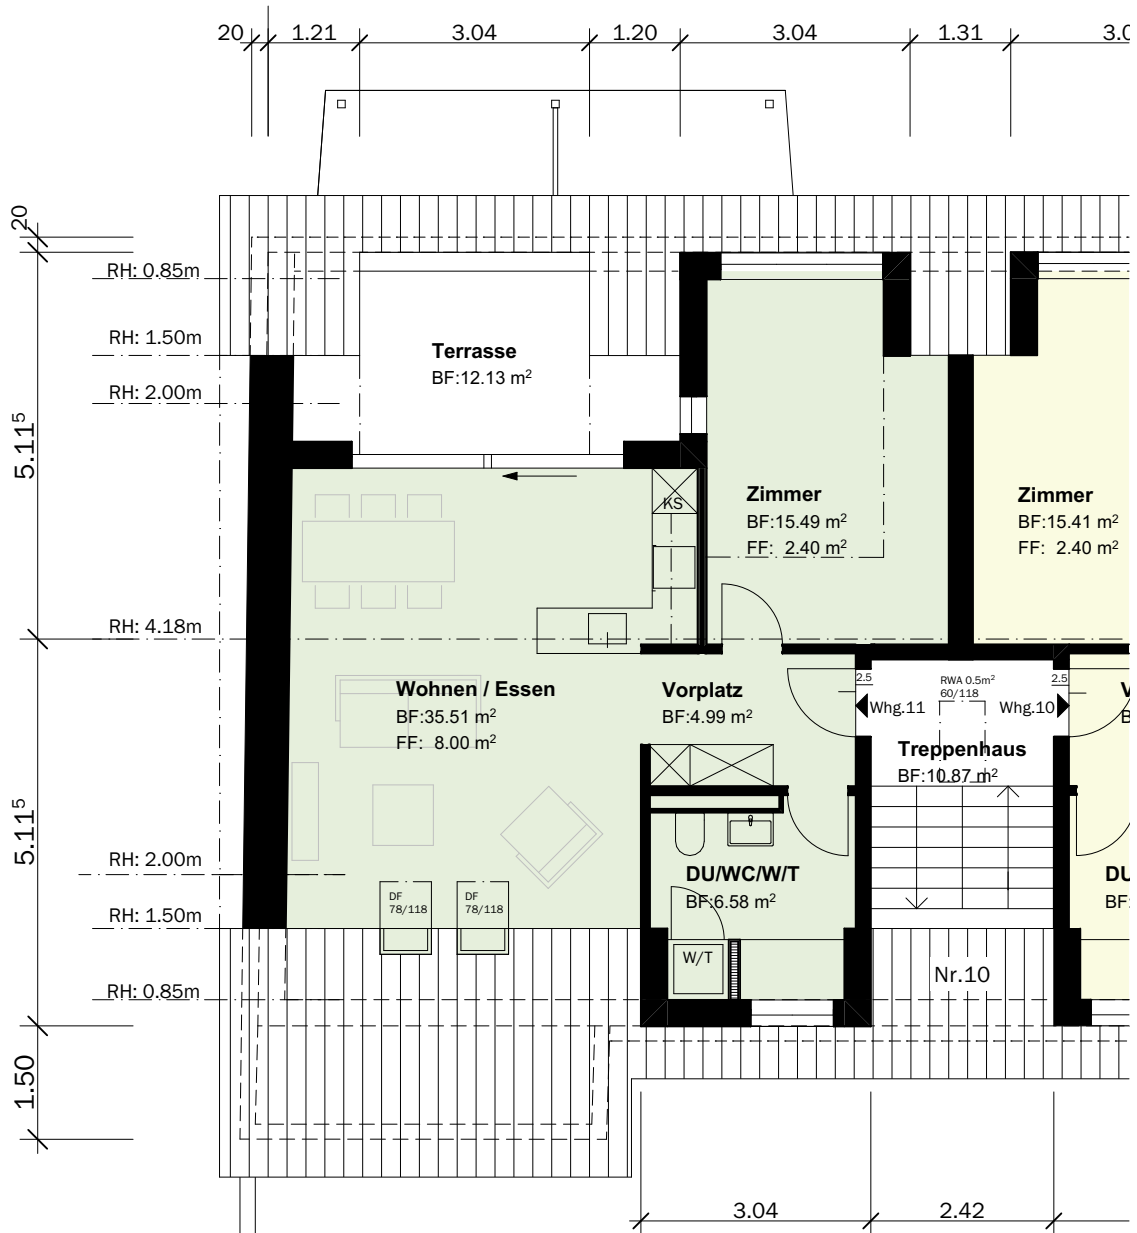 20
1.21
3.04
1.20
3.04
1.31
3.0
20
RH: 0.85m
RH: 1.50m
Terrasse
BF:12.13 m²
RH: 2.00m
5.11⁵
KS
Zimmer
BF:15.49 m²
FF: 2.40 m²
Zimmer
BF:15.41 m²
FF: 2.40 m²
RH: 4.18m
Wohnen / Essen
BF:35.51 m²
FF: 8.00 m²
Vorplatz
BF:4.99 m²
2.5
RWA 0.5m²
60/118
2.5
Whg.11
Whg.10
Treppenhaus
BF:10.87 m²
V
B
5.11⁵
RH: 2.00m
DF
78/118
DF
78/118
DU/WC/W/T
BF:6.58 m²
DU
BF:
RH: 1.50m
W/T
Nr.10
RH: 0.85m
1.50
3.04
2.42